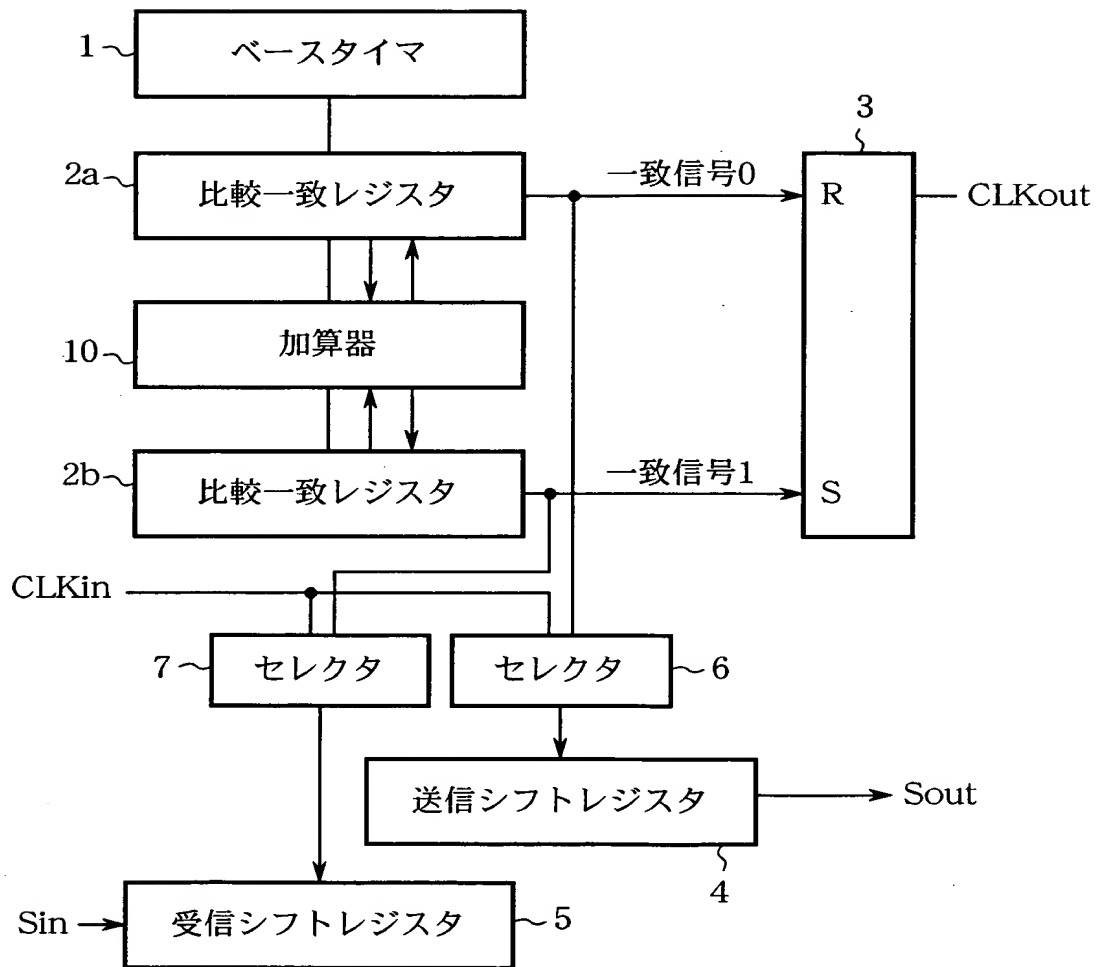 1
ベースタイマ
2a
比較一致レジスタ
一致信号0
3
R
CLKout
10
加算器
2b
比較一致レジスタ
一致信号1
S
CLKin
7
セレクタ
セレクタ
6
送信シフトレジスタ
Sout
4
Sin
受信シフトレジスタ
5